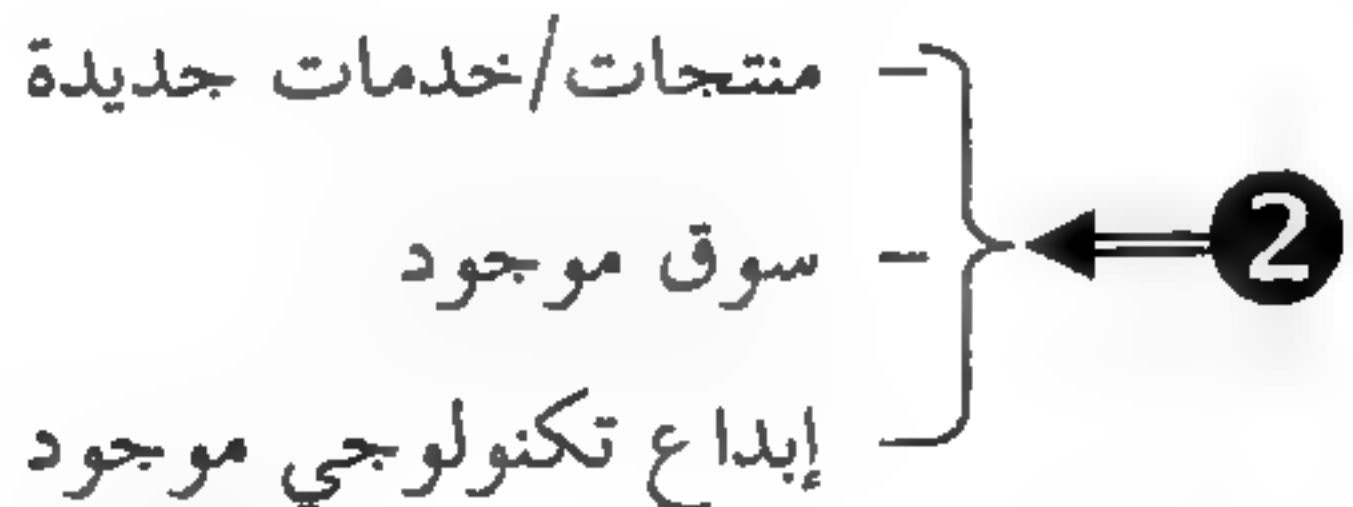 - منتجات/خدمات جديدة
2
- سوق موجود
- إبداع تكنولوجي موجود